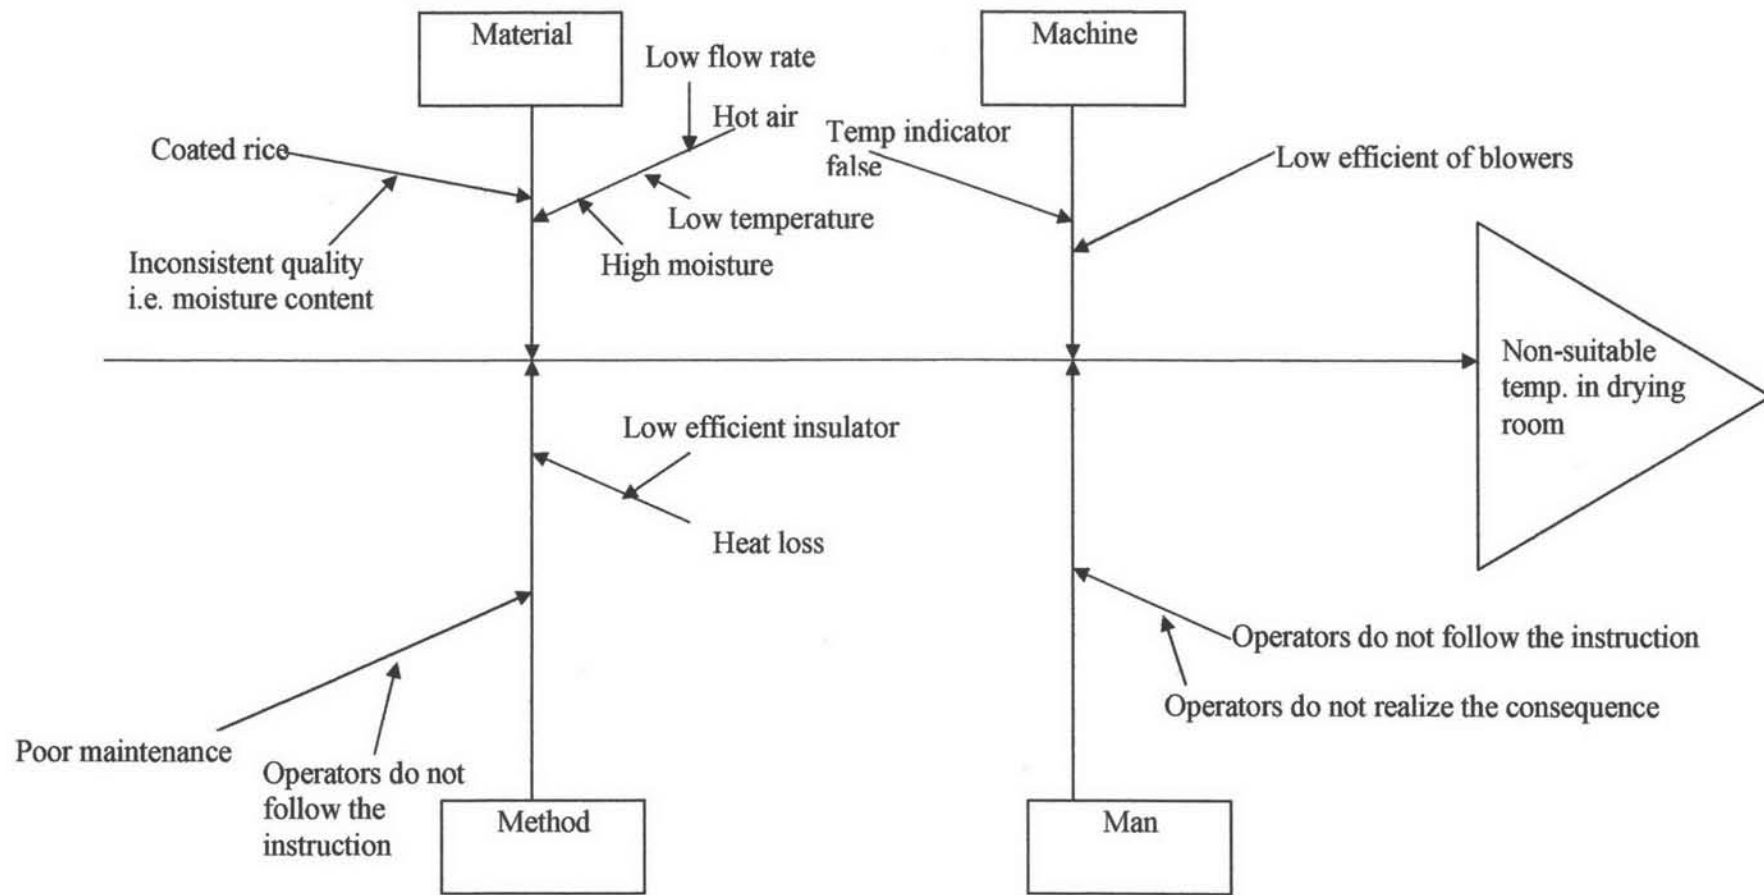 Material
Machine
Low flow rate
Hot air
Temp indicator
false
Coated rice
Low efficient of blowers
Low temperature
High moisture
Inconsistent quality
i.e. moisture content
Non-suitable
temp. in drying
room
Low efficient insulator
Heat loss
Operators do not follow the instruction
Operators do not realize the consequence
Poor maintenance
Operators do not
follow the
instruction
Method
Man